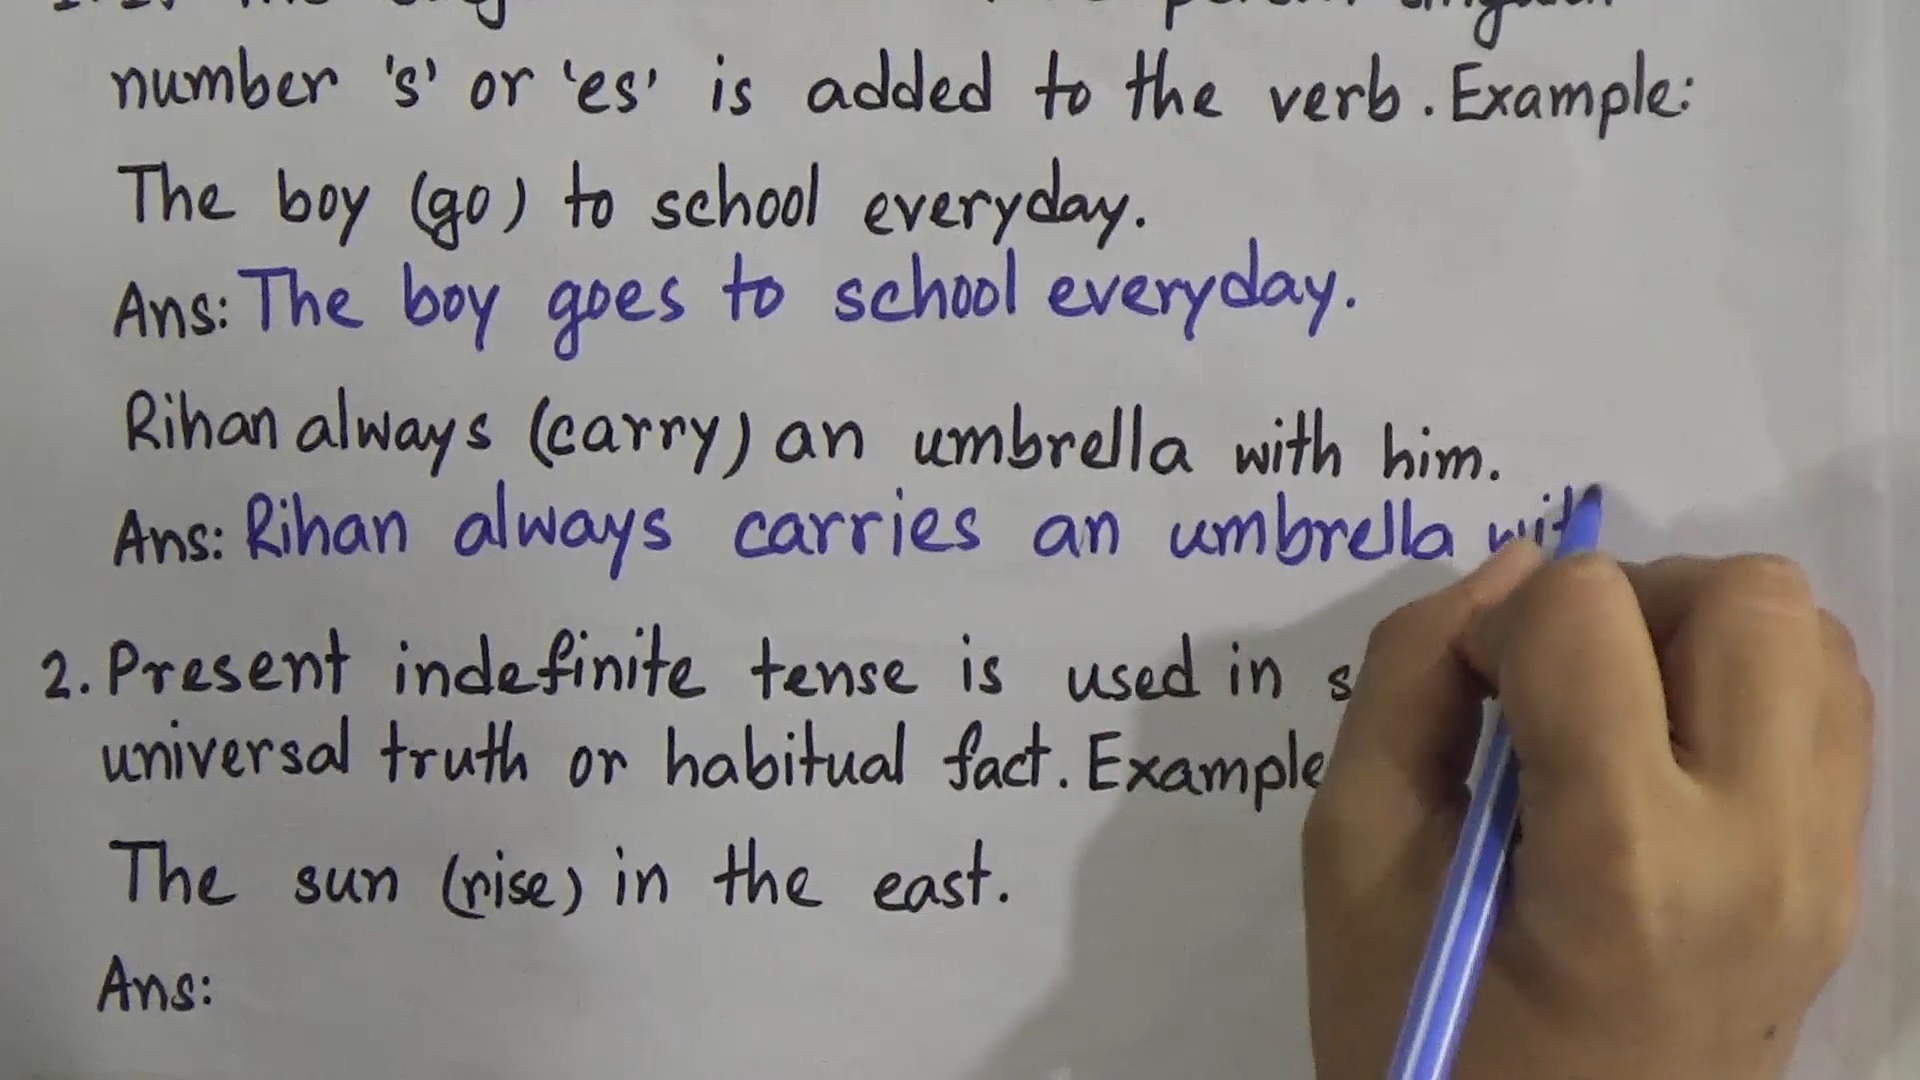 number 's' or 'es' is added to the verb. Example:
The boy (go) to school everyday.
Ans: The boy goes to school everyday.
Rihan always (carry) an umbrella with him.
Ans: Rihan always carries an umbrella
2. Present indefinite tense is used in
universal truth or habitual fact. Example
The sun (rise) in the east.
Ans: